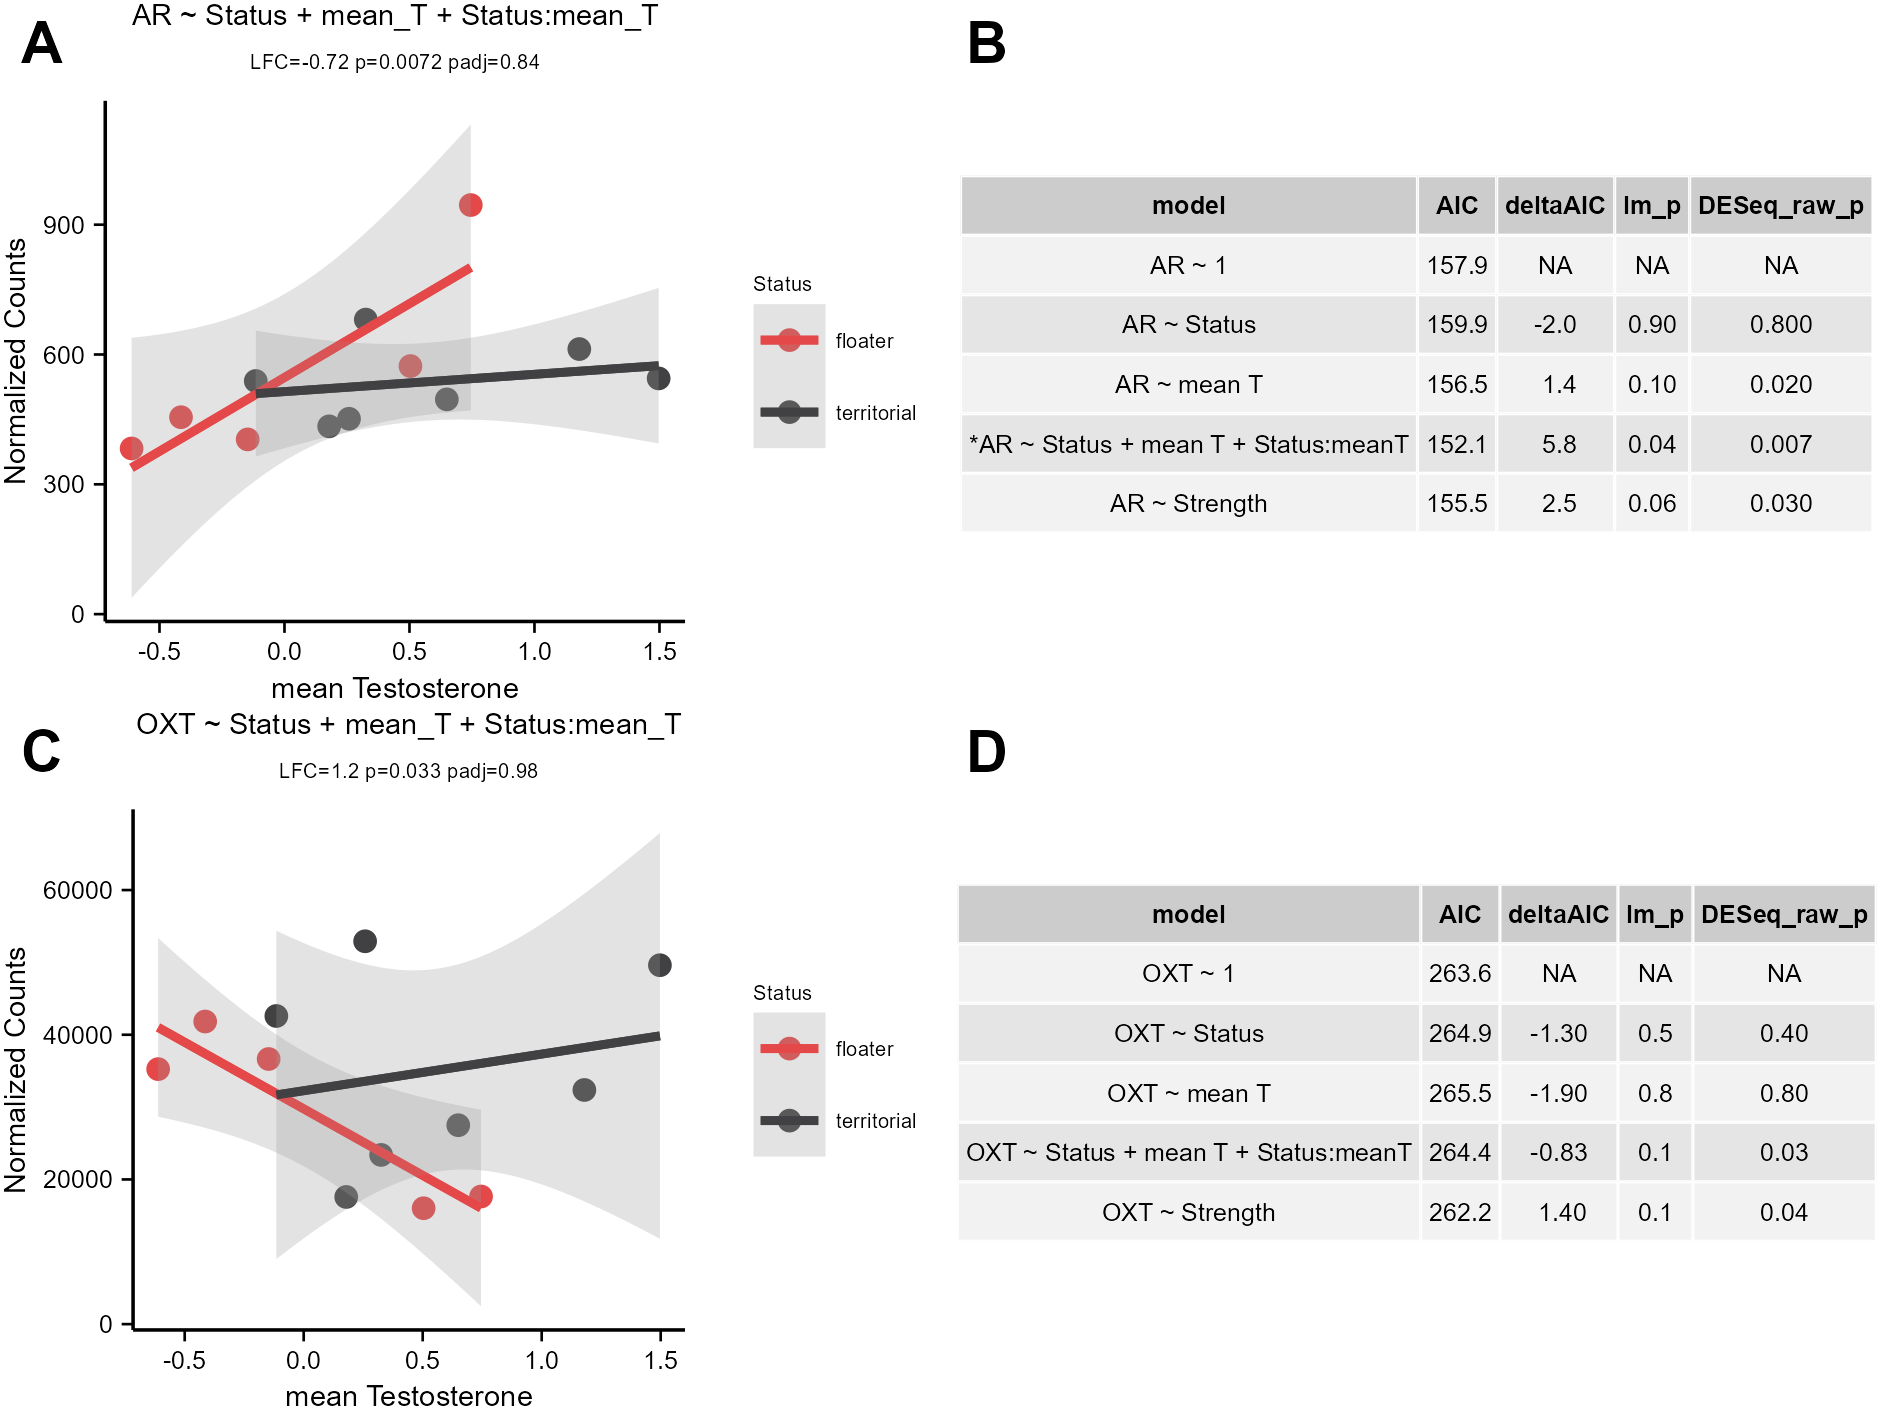 A
AR ~ Status + mean_T + Status:mean_T
LFC=-0.72 p=0.0072 padj=0.84
Normalized Counts
900
600
300
0
-0.5 0.0 0.5 1.0 1.5
mean Testosterone
Status
floater
territorial
B
model AIC deltaAIC lm_p DESeq_raw_p
AR ~ 1 157.9 NA NA NA
AR ~ Status 159.9 -2.0 0.90 0.800
AR ~ mean T 156.5 1.4 0.10 0.020
*AR ~ Status + mean T + Status:meanT 152.1 5.8 0.04 0.007
AR ~ Strength 155.5 2.5 0.06 0.030
C
OXT ~ Status + mean_T + Status:mean_T
LFC=1.2 p=0.033 padj=0.98
Normalized Counts
60000
40000
20000
0
-0.5 0.0 0.5 1.0 1.5
mean Testosterone
Status
floater
territorial
D
model AIC deltaAIC lm_p DESeq_raw_p
OXT ~ 1 263.6 NA NA NA
OXT ~ Status 264.9 -1.30 0.5 0.40
OXT ~ mean T 265.5 -1.90 0.8 0.80
OXT ~ Status + mean T + Status:meanT 264.4 -0.83 0.1 0.03
OXT ~ Strength 262.2 1.40 0.1 0.04